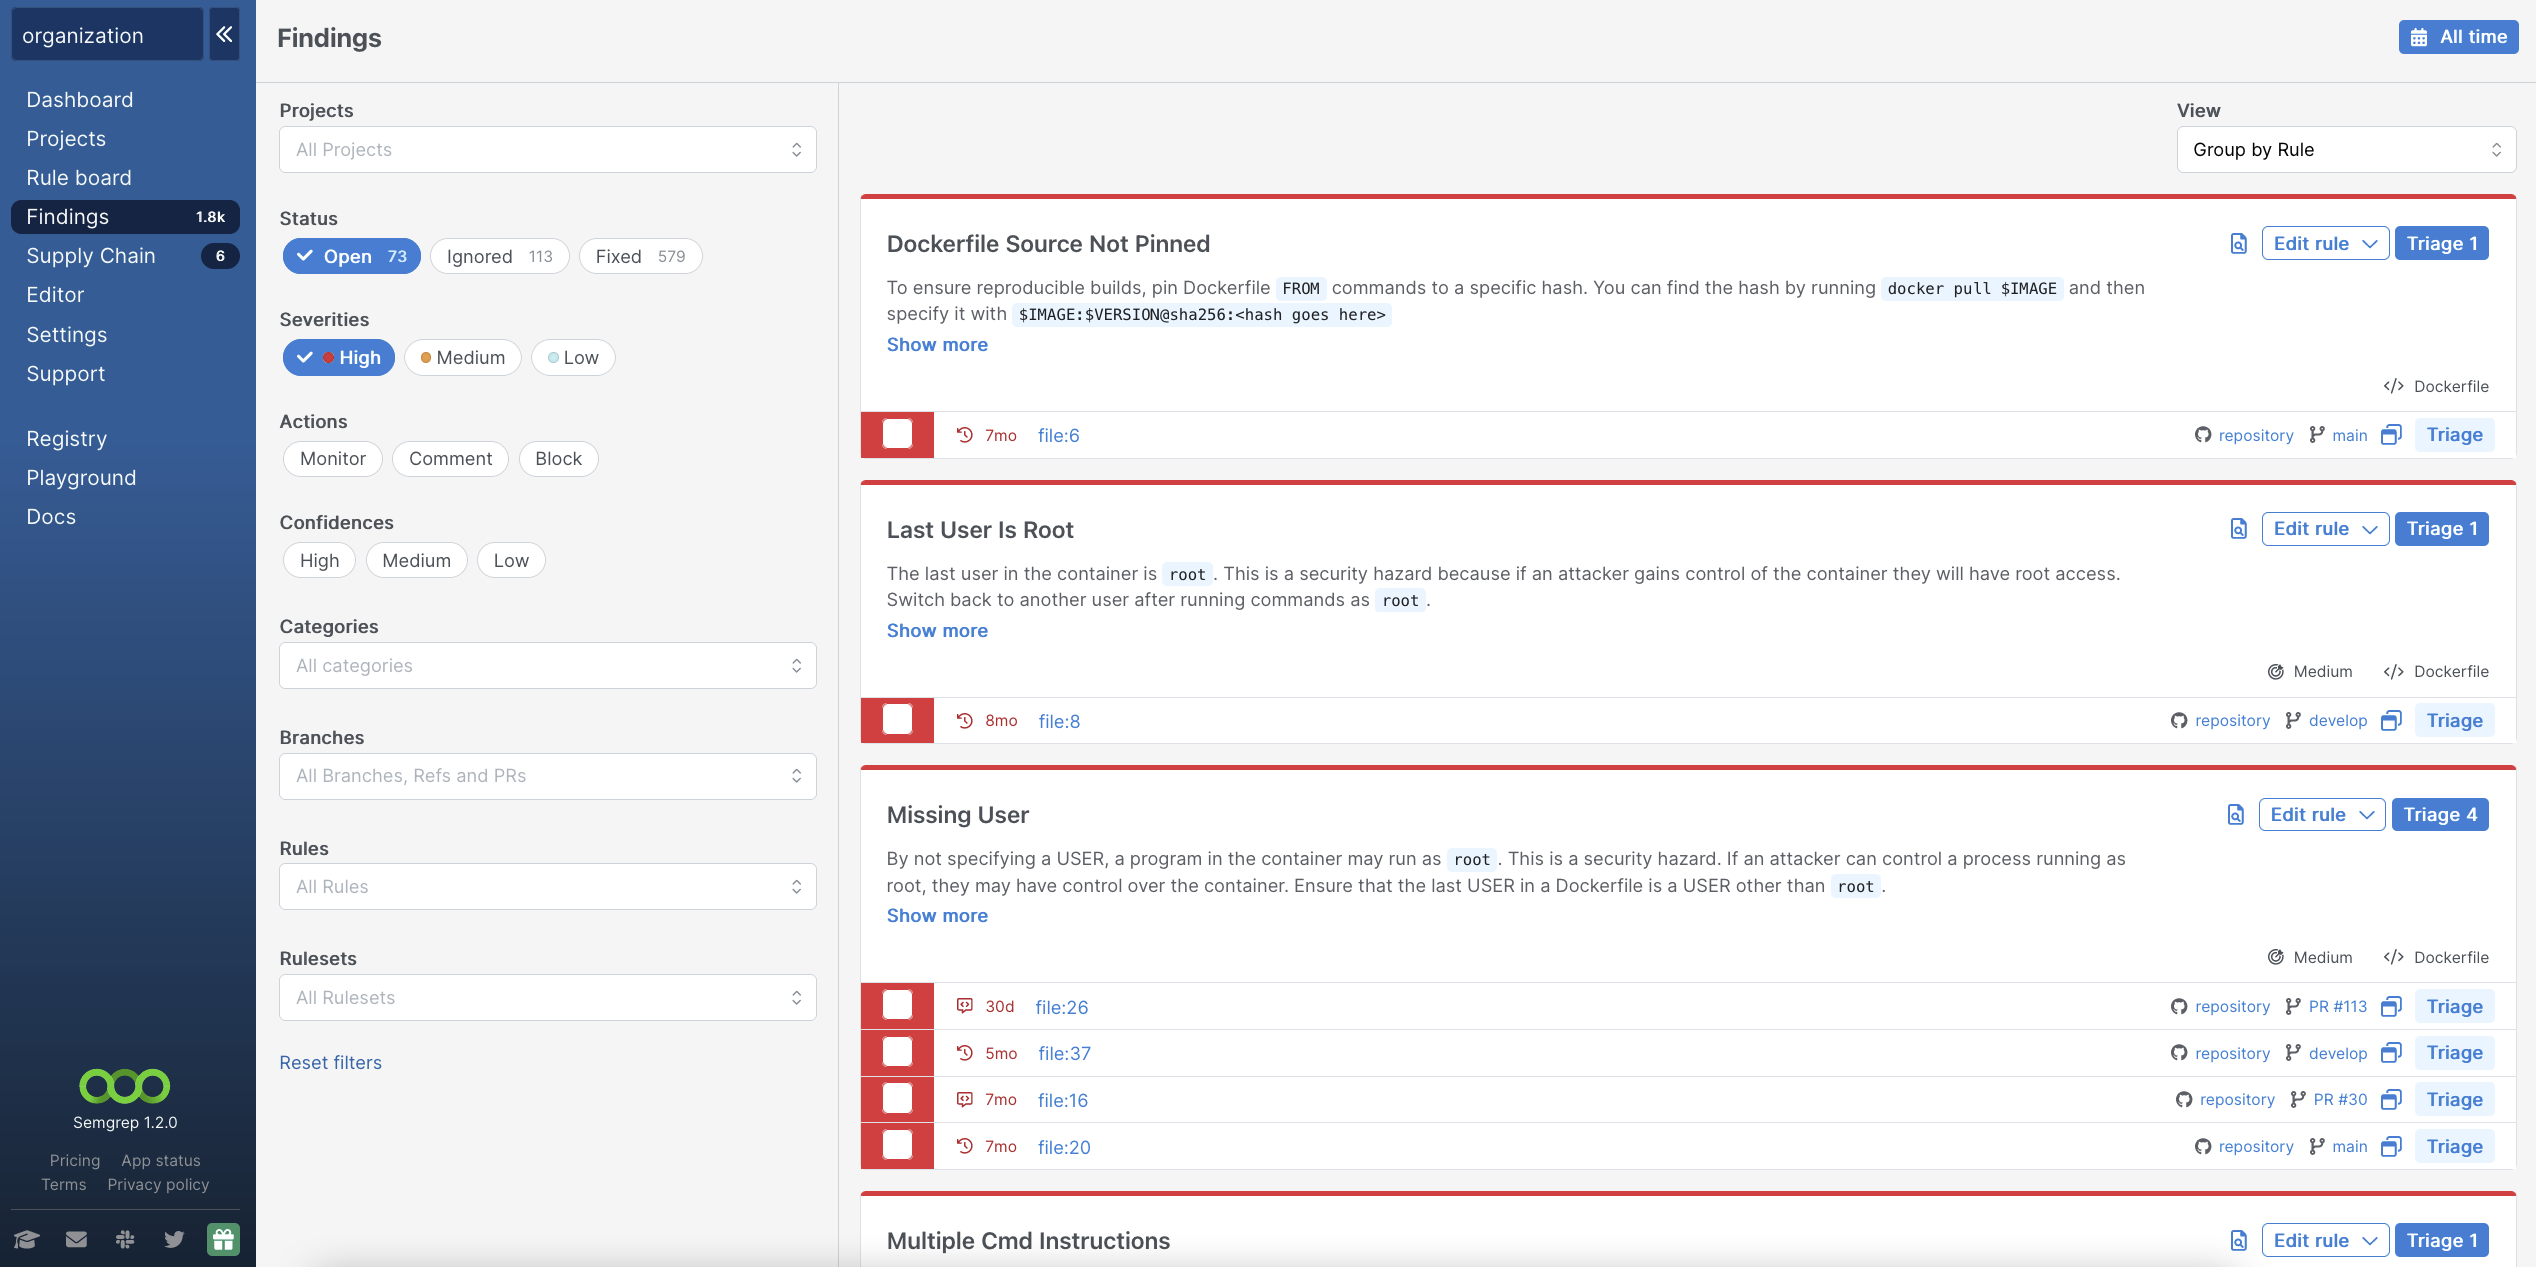 organization
Dashboard
Projects
Rule board
Findings 1.8k
Supply Chain 6
Editor
Settings
Support
Registry
Playground
Docs
Semgrep 1.2.0
Pricing App status
Terms Privacy policy
Findings
All time
Projects
All Projects
Status
Open 73 Ignored 113 Fixed 579
Severities
High Medium Low
Actions
Monitor Comment Block
Confidences
High Medium Low
Categories
All categories
Branches
All Branches, Refs and PRs
Rules
All Rules
Rulesets
All Rulesets
Reset filters
View
Group by Rule
Dockerfile Source Not Pinned
Edit rule Triage 1
To ensure reproducible builds, pin Dockerfile FROM commands to a specific hash. You can find the hash by running docker pull $IMAGE and then
specify it with $IMAGE:$VERSION@sha256:<hash goes here>
Show more
</> Dockerfile
7mo file:6 repository main Triage
Last User Is Root
Edit rule Triage 1
The last user in the container is root. This is a security hazard because if an attacker gains control of the container they will have root access.
Switch back to another user after running commands as root.
Show more
Medium </> Dockerfile
8mo file:8 repository develop Triage
Missing User
Edit rule Triage 4
By not specifying a USER, a program in the container may run as root. This is a security hazard. If an attacker can control a process running as
root, they may have control over the container. Ensure that the last USER in a Dockerfile is a USER other than root.
Show more
Medium </> Dockerfile
30d file:26 repository PR #113 Triage
5mo file:37 repository develop Triage
7mo file:16 repository PR #30 Triage
7mo file:20 repository main Triage
Multiple Cmd Instructions
Edit rule Triage 1